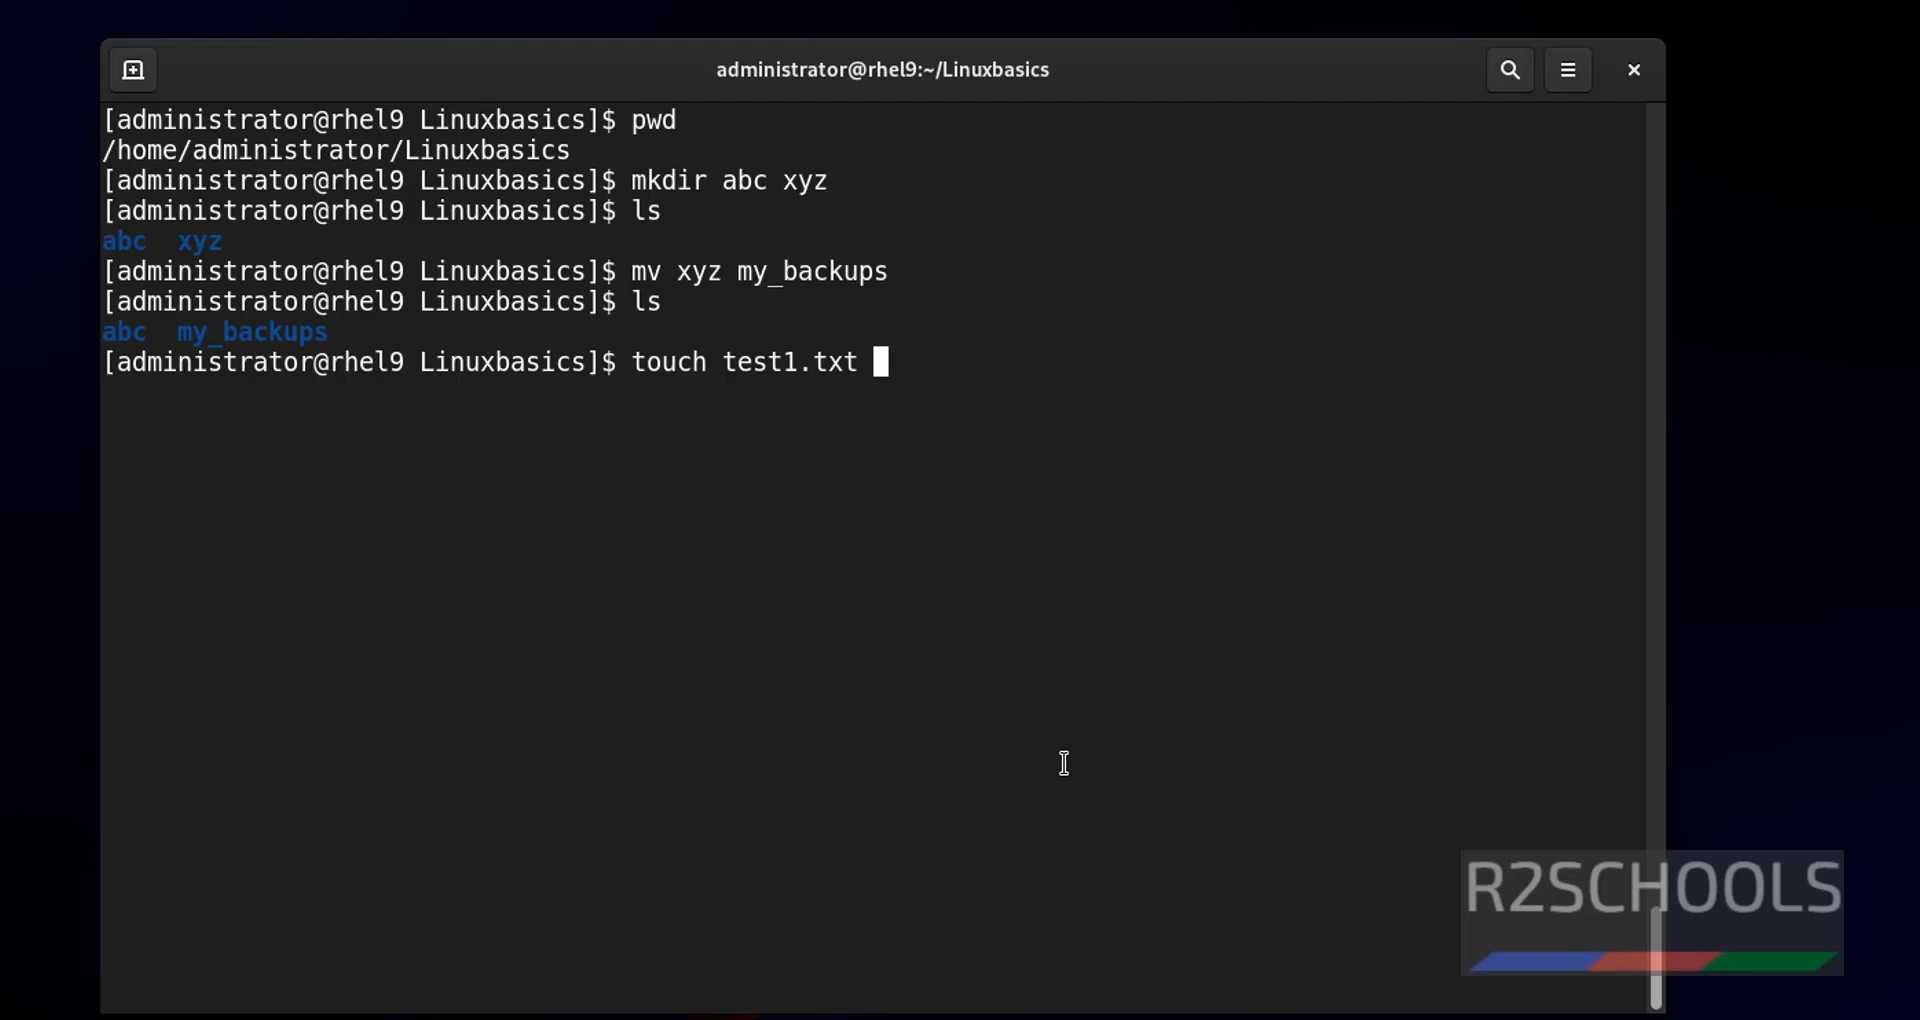 administrator@rhel9:~/Linuxbasics
[administrator@rhel9 Linuxbasics]$ pwd
/home/administrator/Linuxbasics
[administrator@rhel9 Linuxbasics]$ mkdir abc xyz
[administrator@rhel9 Linuxbasics]$ ls
abc  xyz
[administrator@rhel9 Linuxbasics]$ mv xyz my_backups
[administrator@rhel9 Linuxbasics]$ ls
abc  my_backups
[administrator@rhel9 Linuxbasics]$ touch test1.txt
R2SCHOOLS